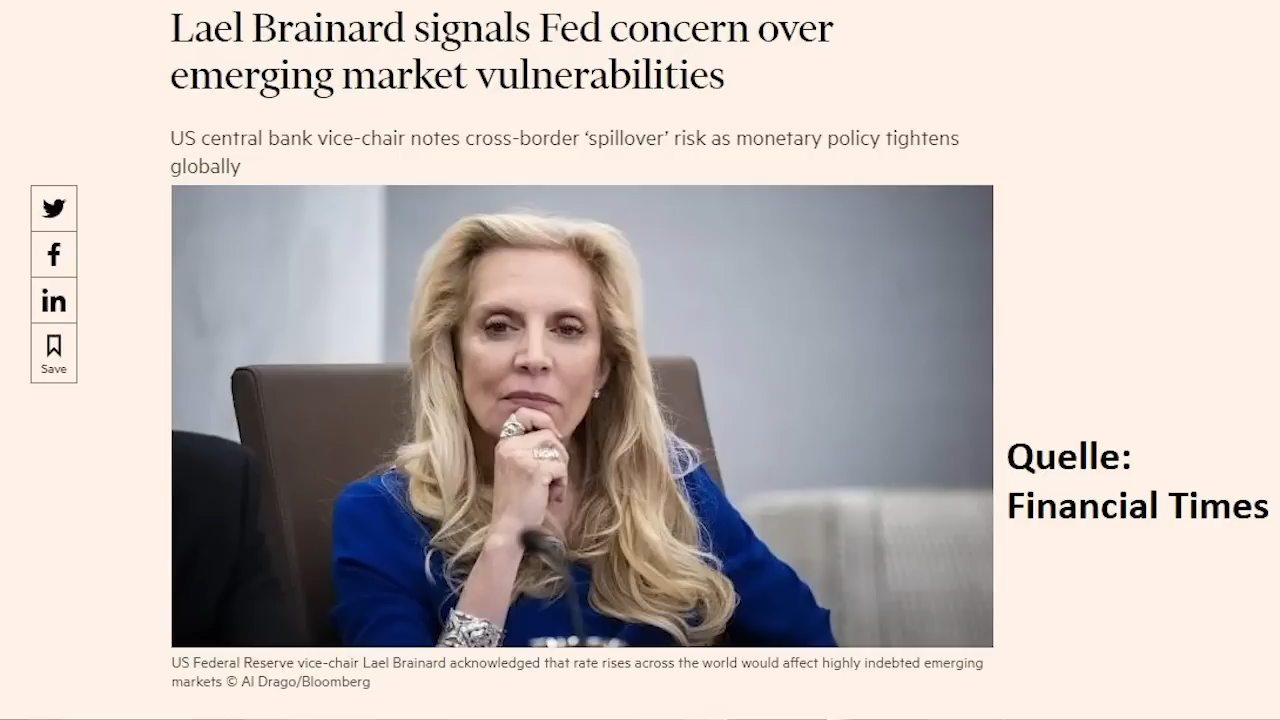 Lael Brainard signals Fed concern over
emerging market vulnerabilities
US central bank vice-chair notes cross-border ‘spillover’ risk as monetary policy tightens
globally
f
in
Save
Quelle:
Financial Times
US Federal Reserve vice-chair Lael Brainard acknowledged that rate rises across the world would affect highly indebted emerging
markets © Al Drago/Bloomberg